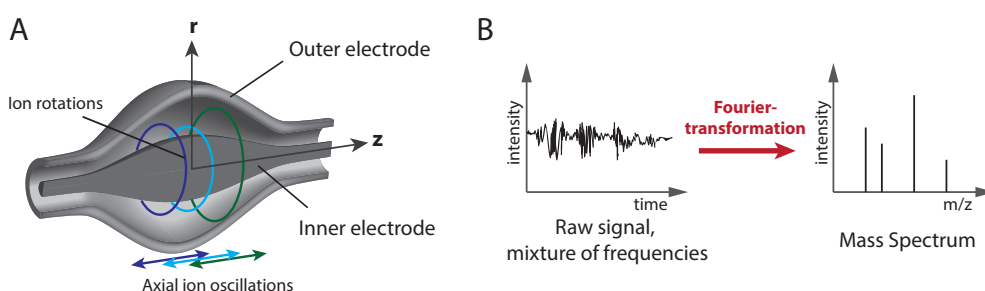 A
r
Outer electrode
Ion rotations
z
Inner electrode
Axial ion oscillations
B
intensity
time
Raw signal,
mixture of frequencies
Fourier-
transformation
intensity
m/z
Mass Spectrum